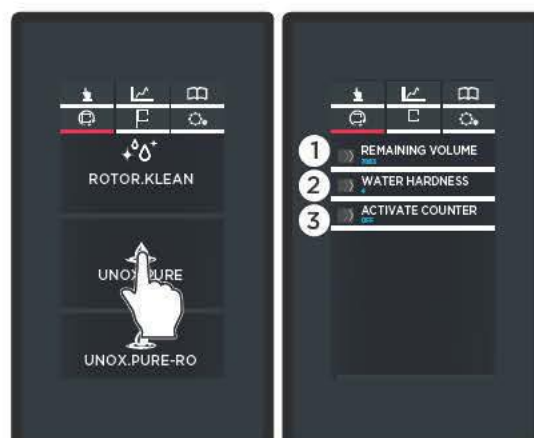 ROTOR.KLEAN
UNOX.PURE
UNOX.PURE-RO
1 REMAINING VOLUME
2 WATER HARDNESS
3 ACTIVATE COUNTER
OFF